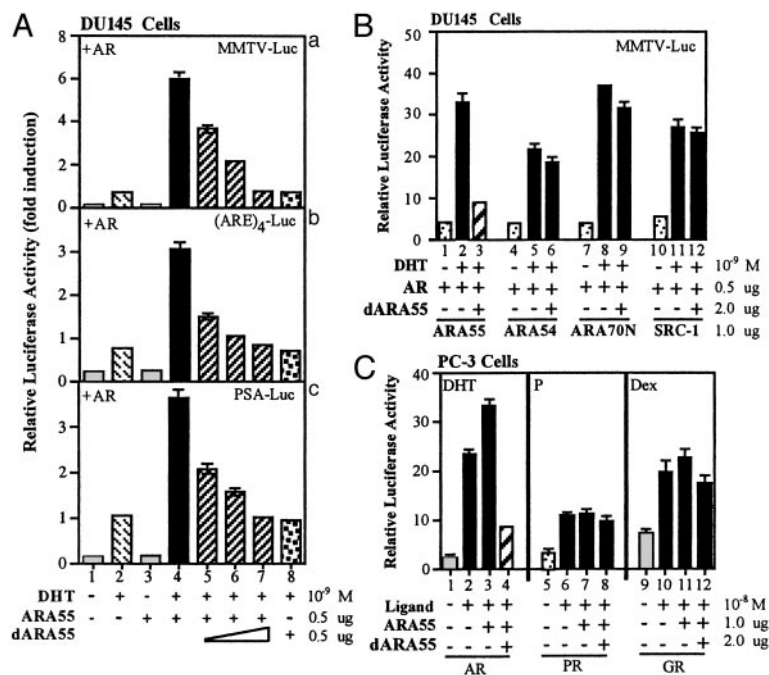 A
DU145 Cells
+AR MMTV-Luc a
6
4
2
0
+AR (ARE)4-Luc b
3
2
1
0
+AR PSA-Luc c
3
2
1
0
Relative Luciferase Activity (fold induction)
1 2 3 4 5 6 7 8
DHT - + - + + + + + 10-9 M
ARA55 - - + + + + + - 0.5 ug
dARA55 - - - - + 0.5 ug
B
DU145 Cells
MMTV-Luc
50
40
30
20
10
0
Relative Luciferase Activity
1 2 3 4 5 6 7 8 9 10 11 12
DHT - + + - + + - + + - + + 10-9 M
AR + + + + + + + + + + + + 0.5 ug
dARA55 - - + - - + - - + - - + 2.0 ug
ARA55 ARA54 ARA70N SRC-1 1.0 ug
C
PC-3 Cells
DHT P Dex
40
30
20
10
0
Relative Luciferase Activity
1 2 3 4 5 6 7 8 9 10 11 12
Ligand - + + + - + + + - + + + 10-8 M
ARA55 - - + + - - + + - - + + 1.0 ug
dARA55 - - - + - - - + - - - + 2.0 ug
AR PR GR